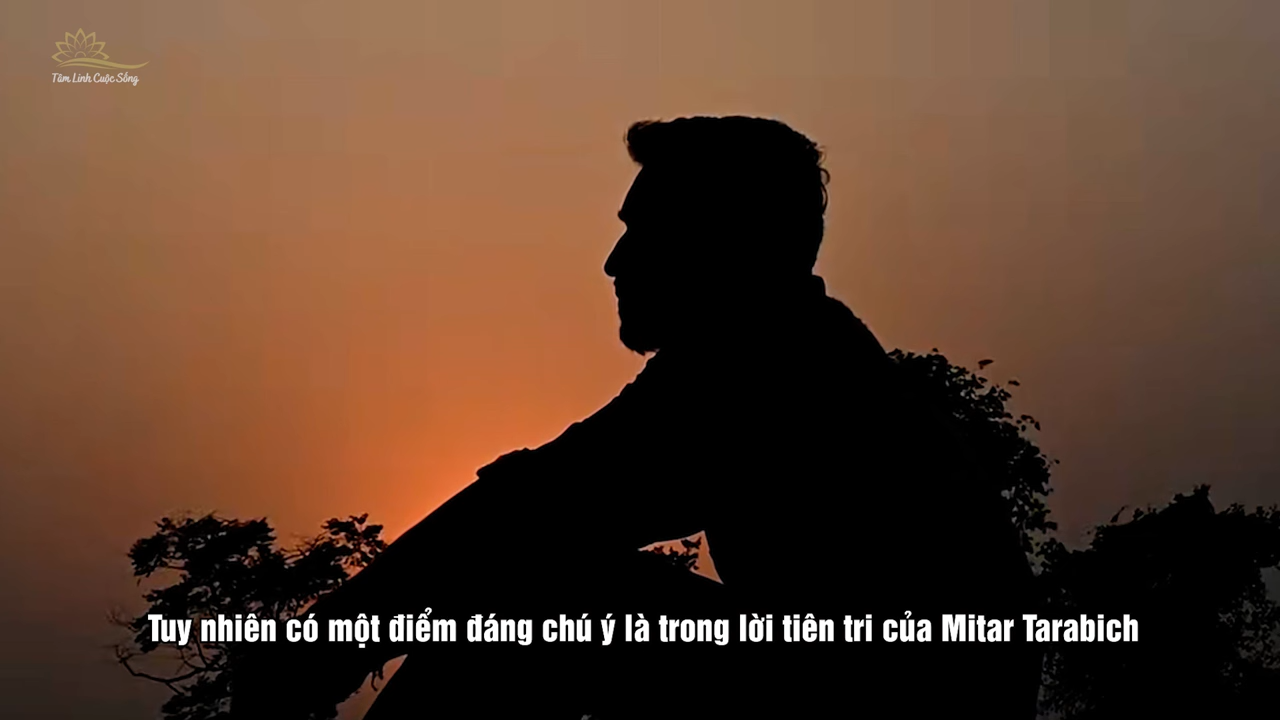 Tâm Linh Cuộc Sống
Tuy nhiên có một điểm đáng chú ý là trong lời tiên tri của Mitar Tarabich